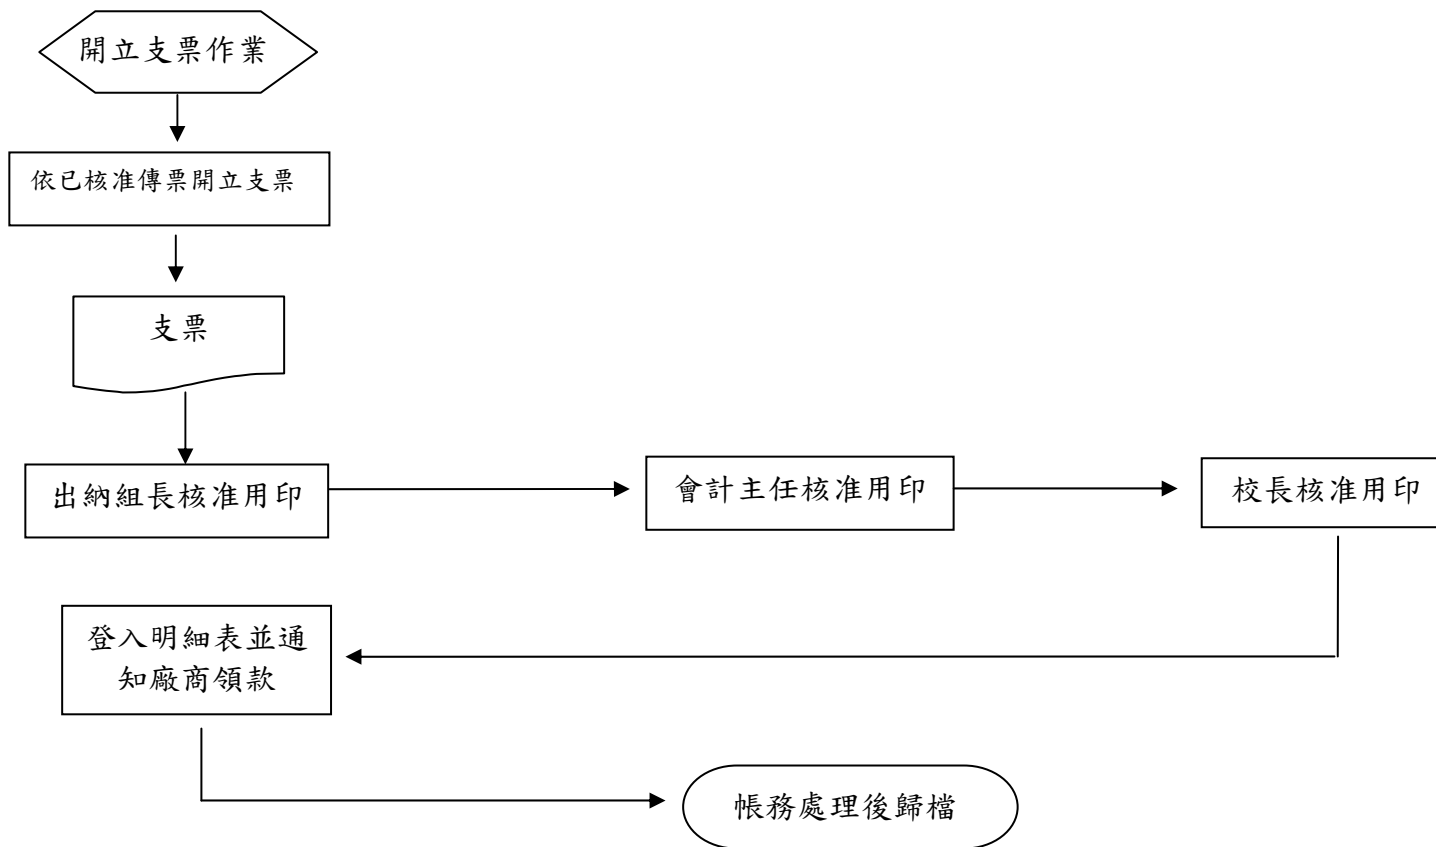 開立支票作業
依已核准傳票開立支票
支票
出納組長核准用印
會計主任核准用印
校長核准用印
登入明細表並通
知廠商領款
帳務處理後歸檔